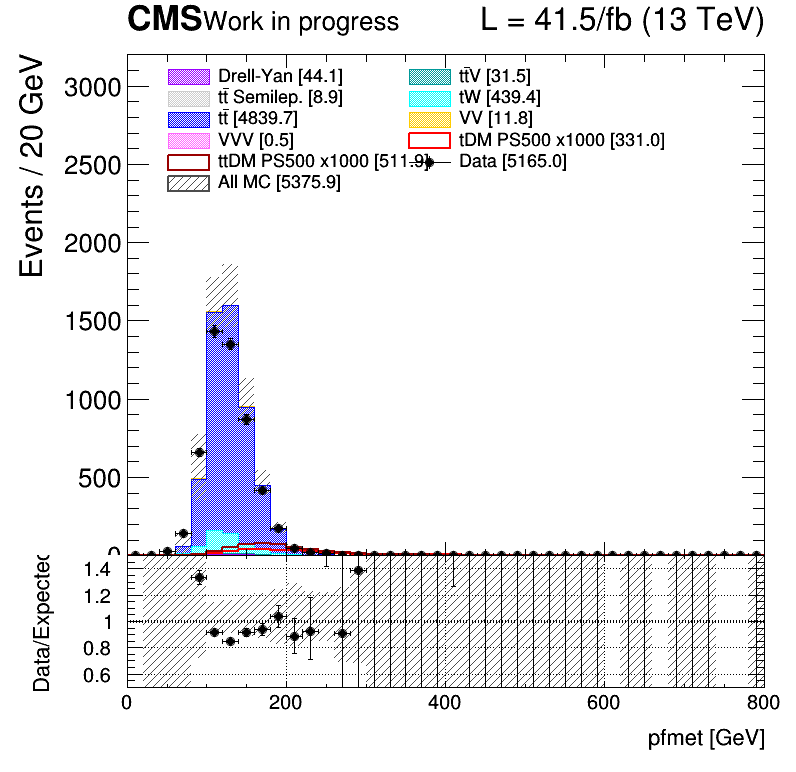 CMS Work in progress L = 41.5/fb (13 TeV)
Events / 20 GeV
3000
2500
2000
1500
1000
500
0
Drell-Yan [44.1]
tt̄V [31.5]
tt̄ Semilep. [8.9]
tW [439.4]
tt̄ [4839.7]
VV [11.8]
VVV [0.5]
tDM PS500 x1000 [331.0]
ttDM PS500 x1000 [511.9]
Data [5165.0]
All MC [5375.9]
Data/Expected
1.4
1.2
1
0.8
0.6
0 200 400 600 800
pfmet [GeV]